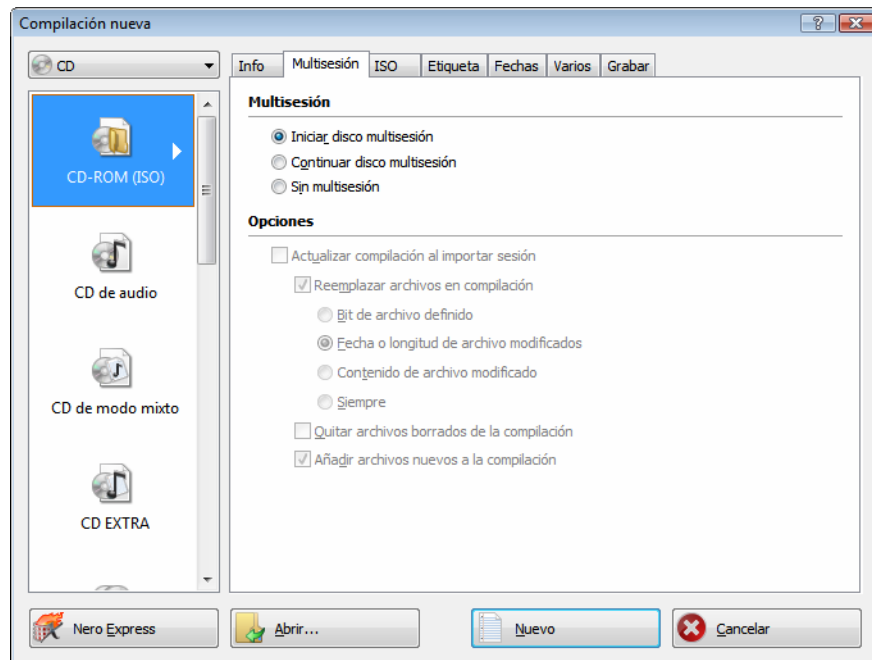 Compilación nueva
CD
CD-ROM (ISO)
CD de audio
CD de modo mixto
CD EXTRA
Info Multisesión ISO Etiqueta Fechas Varios Grabar
Multisesión
Iniciar disco multisesión
Continuar disco multisesión
Sin multisesión
Opciones
Actualizar compilación al importar sesión
Reemplazar archivos en compilación
Bit de archivo definido
Fecha o longitud de archivo modificados
Contenido de archivo modificado
Siempre
Quitar archivos borrados de la compilación
Añadir archivos nuevos a la compilación
Nero Express Abrir... Nuevo Cancelar